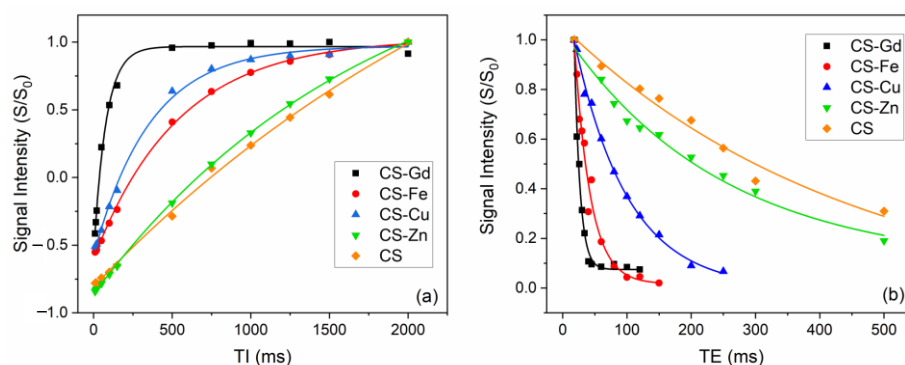 1.0
0.5
0.0
−0.5
−1.0
Signal Intensity (S/S0)
0
500
1000
1500
2000
TI (ms)
CS-Gd
CS-Fe
CS-Cu
CS-Zn
CS
(a)
1.0
0.8
0.6
0.4
0.2
0.0
Signal Intensity (S/S0)
0
100
200
300
400
500
TE (ms)
CS-Gd
CS-Fe
CS-Cu
CS-Zn
CS
(b)